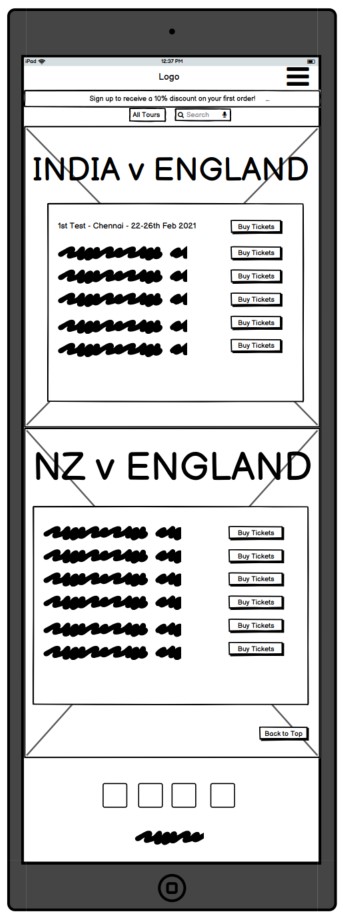 iPad 12:37 PM
Logo
Sign up to receive a 10% discount on your first order! ...
All Tours Search
INDIA v ENGLAND
1st Test - Chennai - 22-26th Feb 2021 Buy Tickets
Buy Tickets
Buy Tickets
Buy Tickets
Buy Tickets
Buy Tickets
NZ v ENGLAND
Buy Tickets
Buy Tickets
Buy Tickets
Buy Tickets
Buy Tickets
Buy Tickets
Back to Top